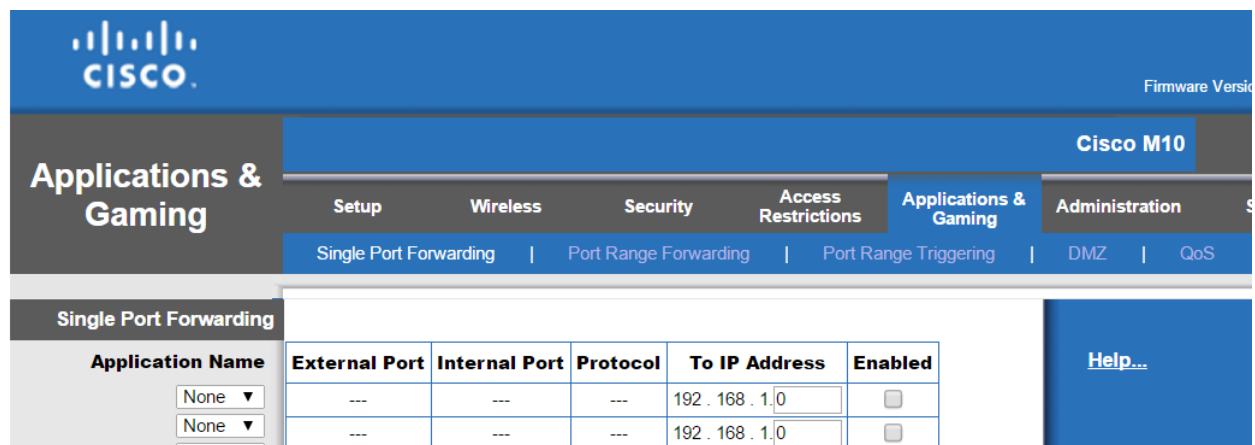 CISCO.
Firmware
Cisco M10
Applications &
Gaming
Setup Wireless Security Access Restrictions Applications & Gaming Administration
Single Port Forwarding | Port Range Forwarding | Port Range Triggering | DMZ | QoS
Single Port Forwarding
Application Name External Port Internal Port Protocol To IP Address Enabled Help...
None ▼ --- --- --- 192 . 168 . 1. 0
None ▼ --- --- --- 192 . 168 . 1. 0